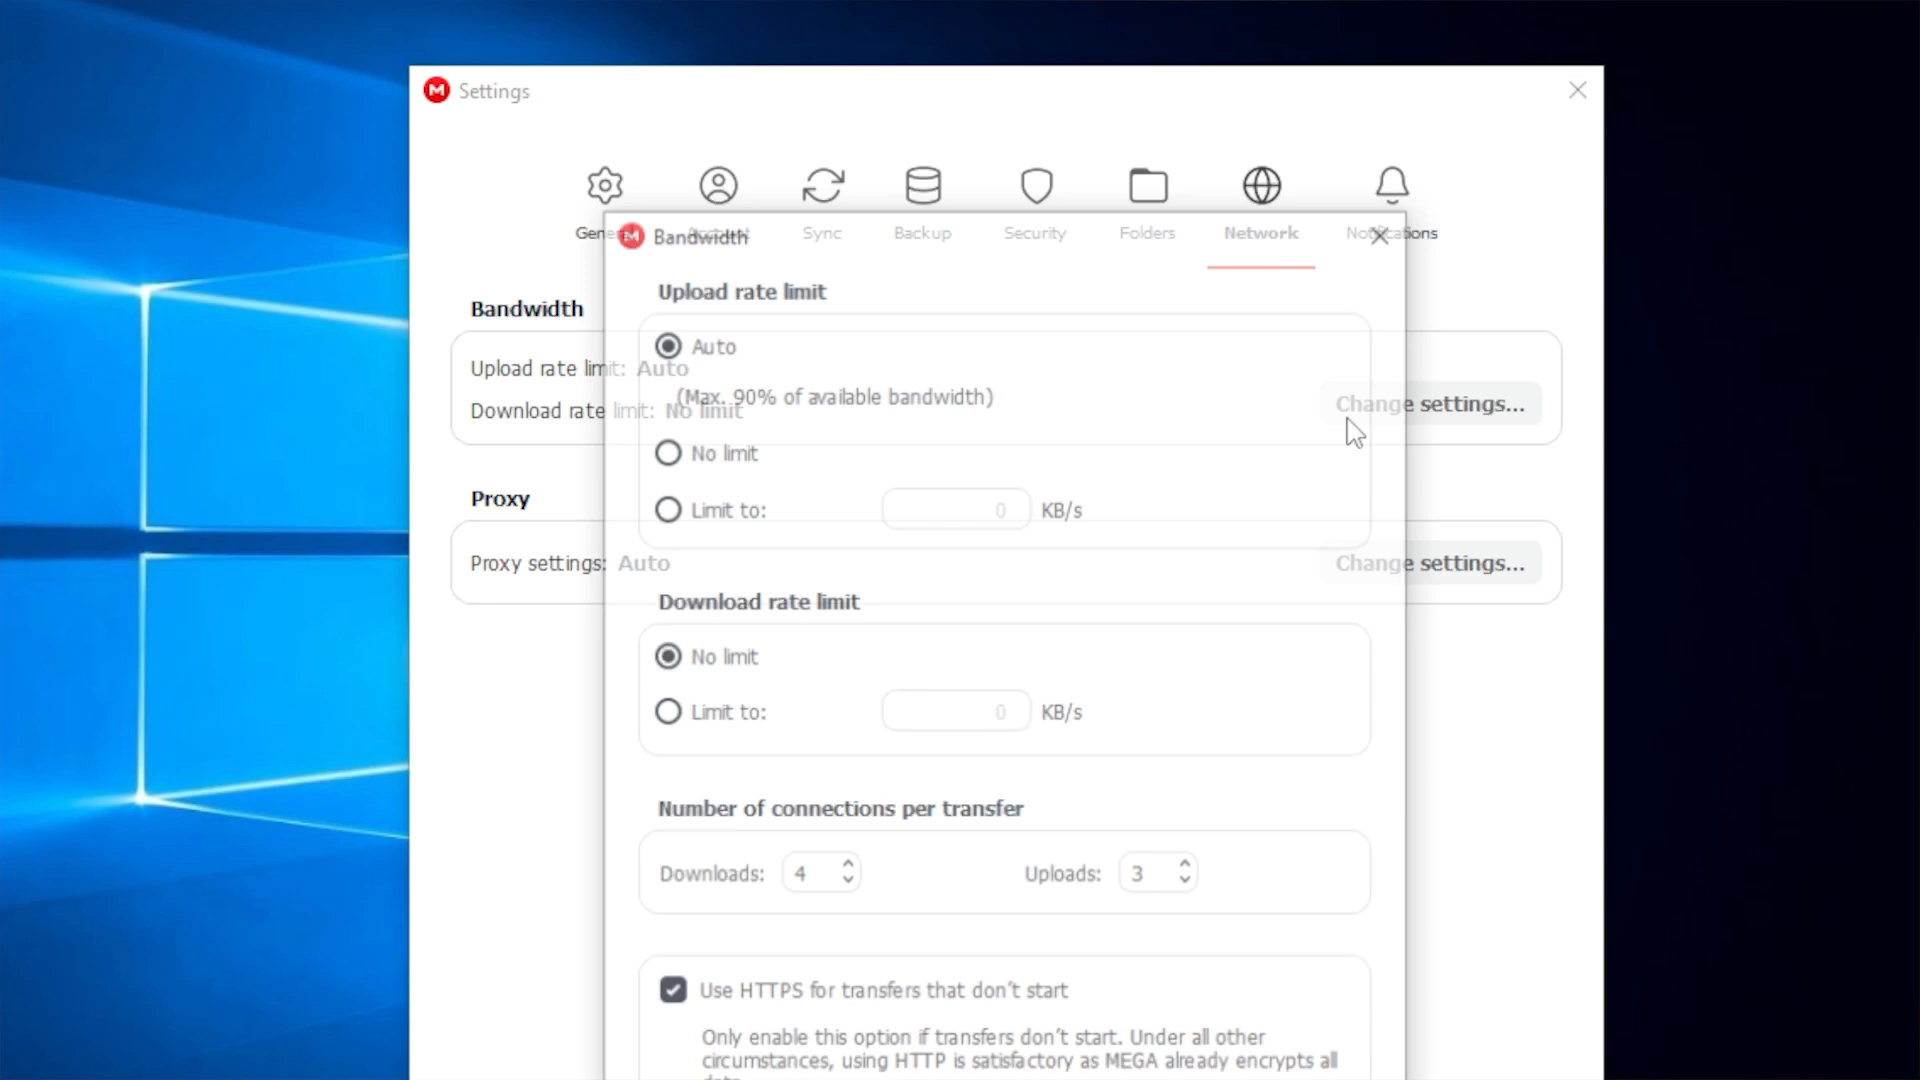 Settings
General Account Sync Backup Security Folders Network Notifications
Bandwidth
Upload rate limit
Bandwidth
Auto
Upload rate limit: Auto
(Max. 90% of available bandwidth)
Change settings...
Download rate limit: No limit
No limit
Proxy
Limit to: 0 KB/s
Proxy settings: Auto
Change settings...
Download rate limit
No limit
Limit to: 0 KB/s
Number of connections per transfer
Downloads: 4 Uploads: 3
Use HTTPS for transfers that don't start
Only enable this option if transfers don't start. Under all other
circumstances, using HTTP is satisfactory as MEGA already encrypts all